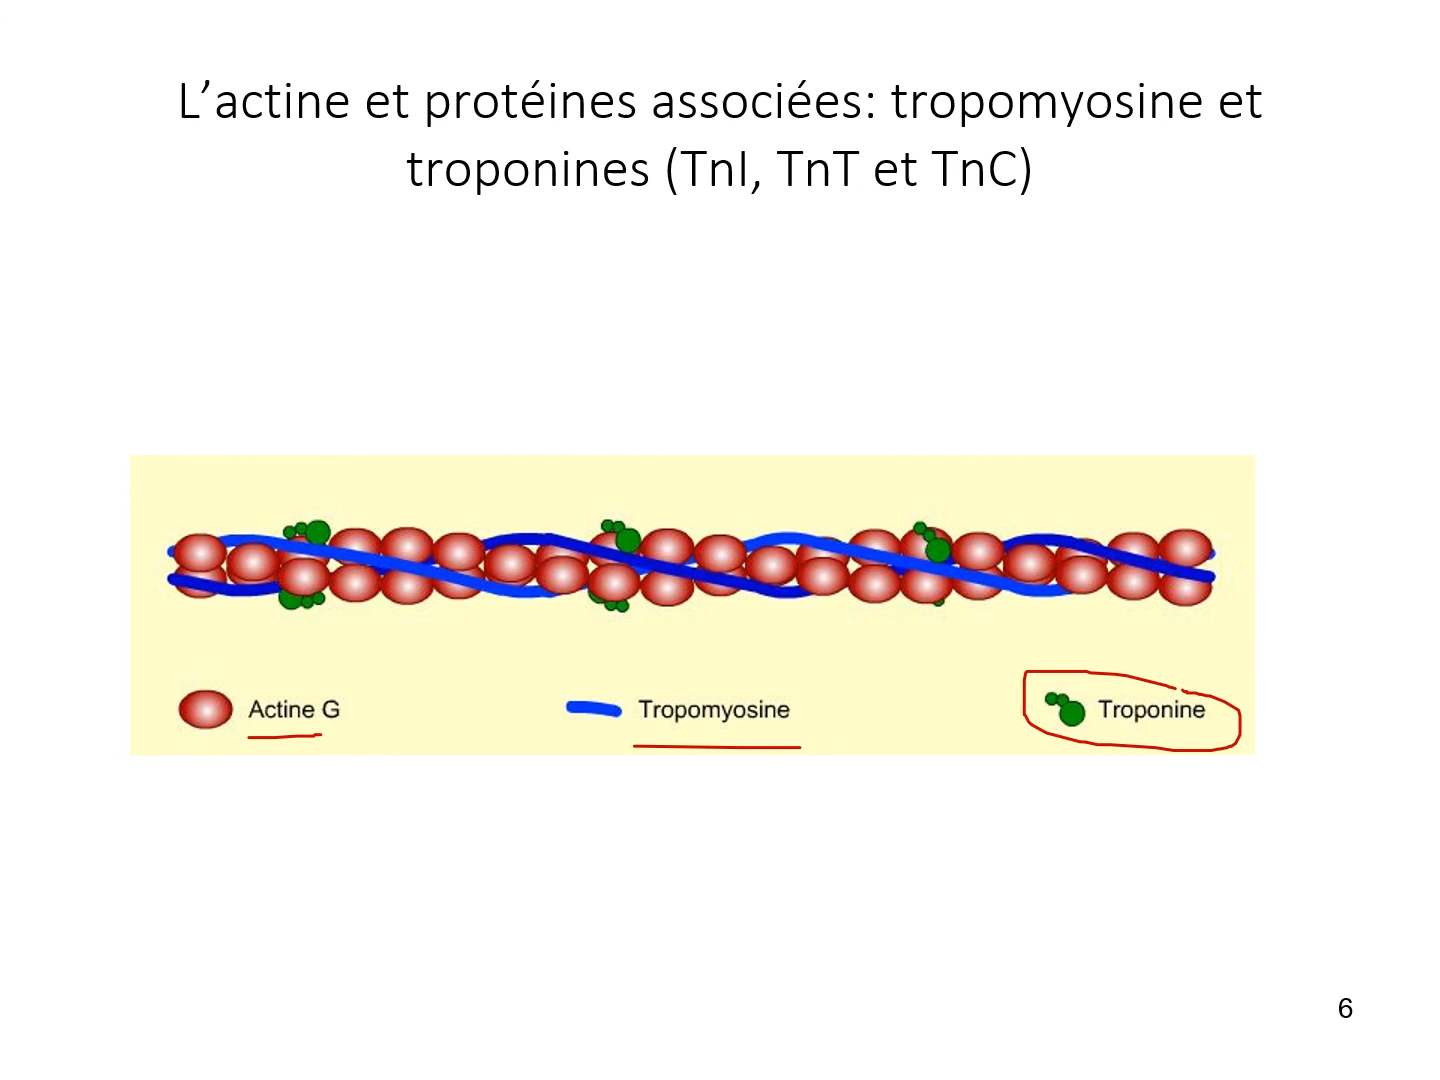 L’actine et protéines associées: tropomyosine et
troponines (TnI, TnT et TnC)
Actine G
Tropomyosine
Troponine
6